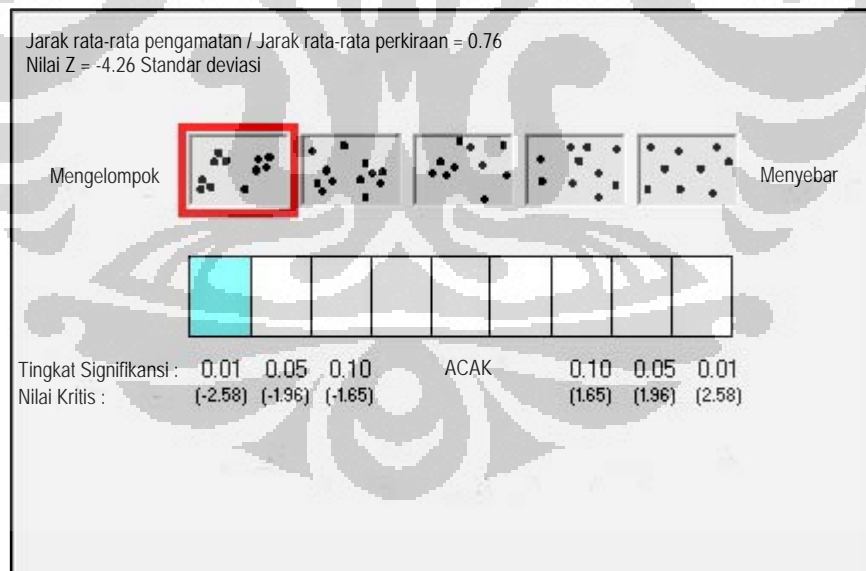 Jarak rata-rata pengamatan / Jarak rata-rata perkiraan = 0.76
Nilai Z = -4.26 Standar deviasi
Mengelompok Menyebar
Tingkat Signifikansi : 0.01 0.05 0.10 ACAK 0.10 0.05 0.01
Nilai Kritis : (-2.58) (-1.96) (-1.65) (1.65) (1.96) (2.58)